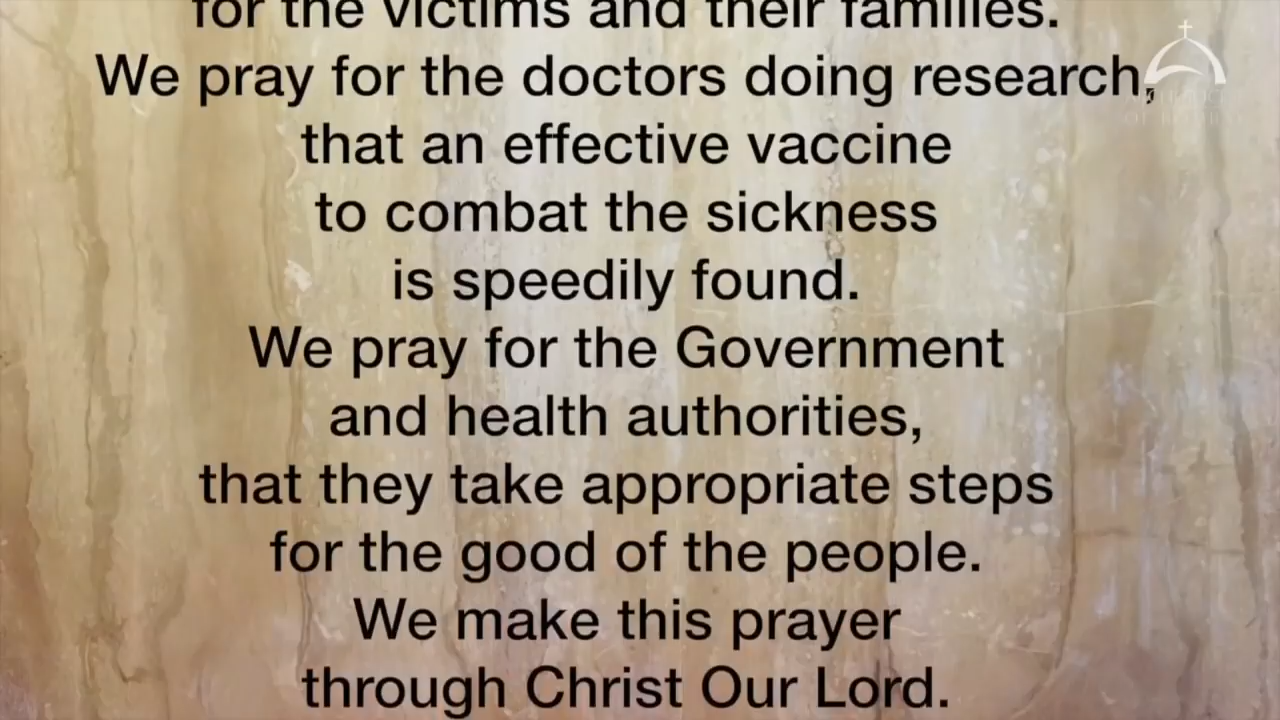 for the victims and their families.
We pray for the doctors doing research,
that an effective vaccine
to combat the sickness
is speedily found.
We pray for the Government
and health authorities,
that they take appropriate steps
for the good of the people.
We make this prayer
through Christ Our Lord.